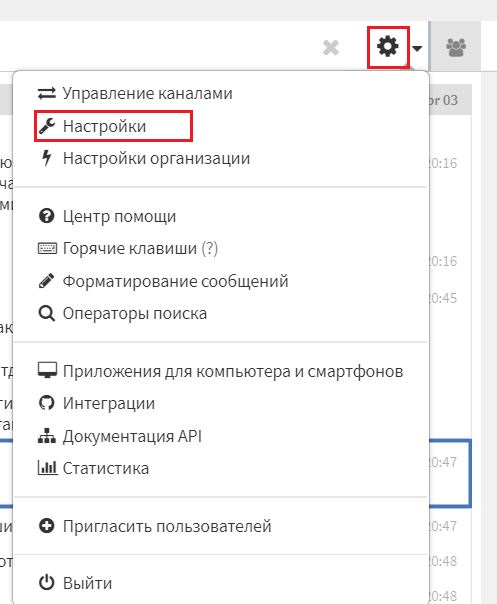 pr 03
Управление каналами
Настройки
Настройки организации
20:16
Центр помощи
Горячие клавиши (?)
20:16
Форматирование сообщений
20:45
Операторы поиска
Приложения для компьютера и смартфонов
Интеграции
Документация API
20:47
Статистика
Пригласить пользователей
20:47
20:48
Выйти
20:48